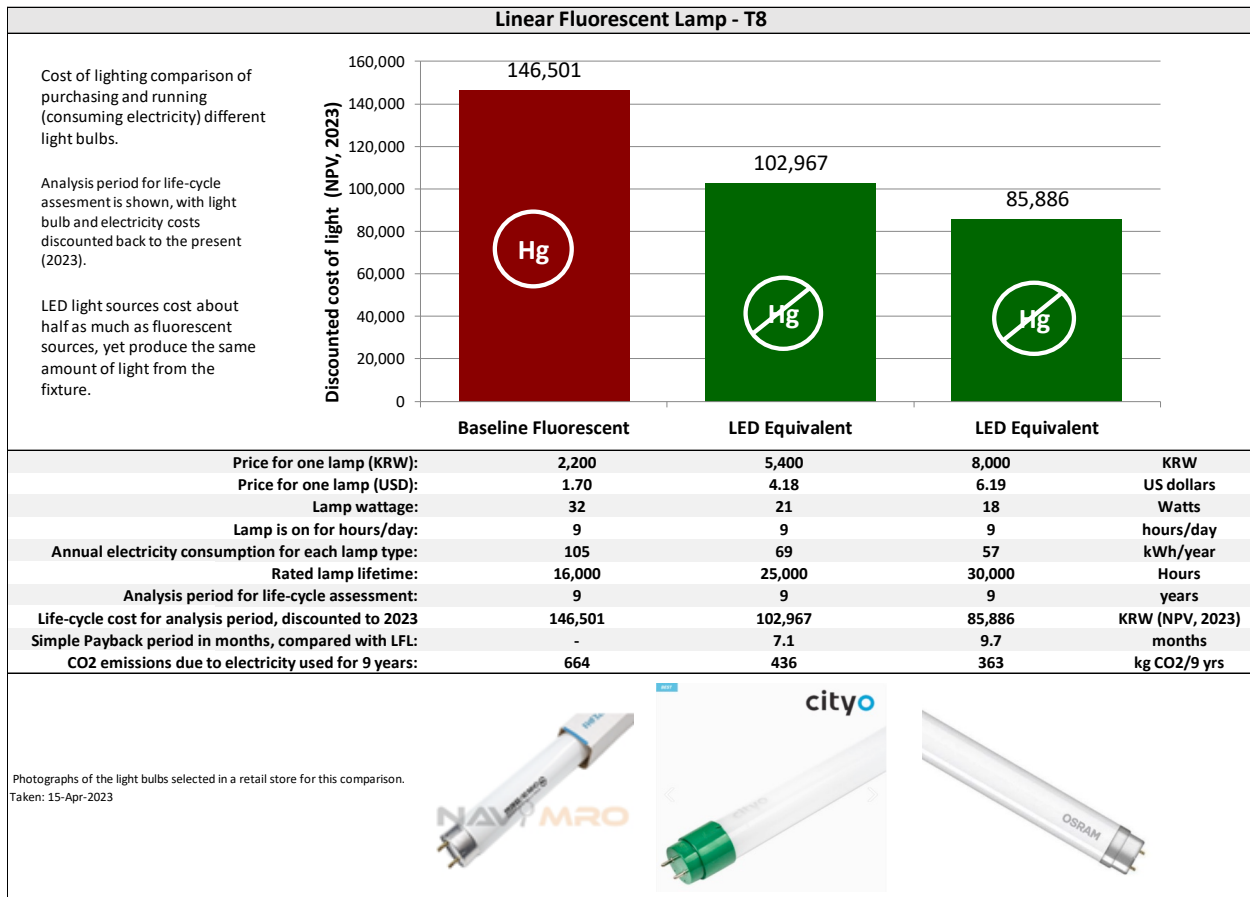 Linear Fluorescent Lamp - T8
Cost of lighting comparison of
purchasing and running
(consuming electricity) different
light bulbs.
Analysis period for life-cycle
assesment is shown, with light
bulb and electricity costs
discounted back to the present
(2023).
LED light sources cost about
half as much as fluorescent
sources, yet produce the same
amount of light from the
fixture.
Discounted cost of light (NPV, 2023)
160,000
140,000
120,000
100,000
80,000
60,000
40,000
20,000
0
146,501
102,967
85,886
Hg
Hg
Hg
Baseline Fluorescent LED Equivalent LED Equivalent
Price for one lamp (KRW): 2,200 5,400 8,000 KRW
Price for one lamp (USD): 1.70 4.18 6.19 US dollars
Lamp wattage: 32 21 18 Watts
Lamp is on for hours/day: 9 9 9 hours/day
Annual electricity consumption for each lamp type: 105 69 57 kWh/year
Rated lamp lifetime: 16,000 25,000 30,000 Hours
Analysis period for life-cycle assessment: 9 9 9 years
Life-cycle cost for analysis period, discounted to 2023 146,501 102,967 85,886 KRW (NPV, 2023)
Simple Payback period in months, compared with LFL: - 7.1 9.7 months
CO2 emissions due to electricity used for 9 years: 664 436 363 kg CO2/9 yrs
Photographs of the light bulbs selected in a retail store for this comparison.
Taken: 15-Apr-2023
NAVIMRO
BEST
cityo
cityo
OSRAM